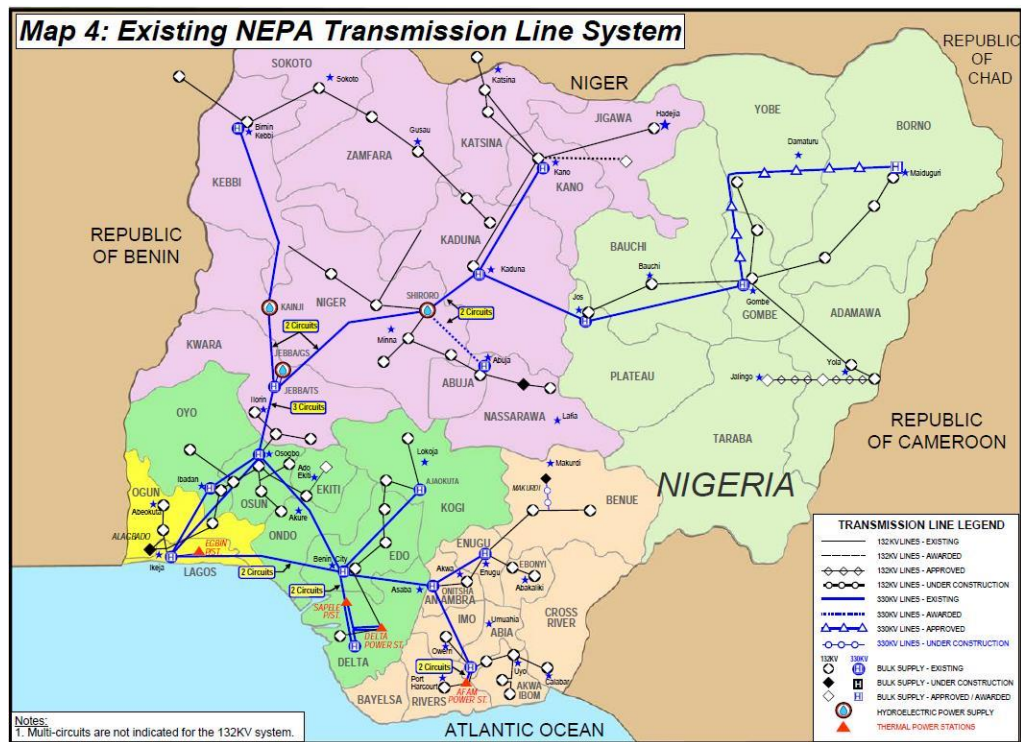 Map 4: Existing NEPA Transmission Line System
REPUBLIC
OF
CHAD
NIGER
SOKOTO
Sokoto
Katsina
Birnin
Kebbi
Gusau
ZAMFARA
KATSINA
JIGAWA
Hadejia
YOBE
BORNO
Damaturu
Maiduguri
KEBBI
Kano
KANO
REPUBLIC
OF BENIN
KADUNA
Kaduna
BAUCHI
Bauchi
KAINJI
NIGER
SHIRORO
2 Circuits
2 Circuits
Jos
Gombe
GOMBE
ADAMAWA
Minna
KWARA
JEBBAGS
JEBBAITS
Abuja
ABUJA
PLATEAU
Jalingo
Yola
3 Circuits
Ilorin
NASSARAWA
Lafia
OYO
TARABA
REPUBLIC
OF CAMEROON
Osogbo
Lokoja
Makurdi
NIGERIA
Ibadan
Ado
Ekiti
EKITI
AJAOKUTA
MAKURDI
BENUE
OGUN
Abeokuta
OSUN
Akure
KOGI
ALAGBADO
ONDO
EDO
ENUGU
Enugu
EGBIN
P/ST.
Ikeja
LAGOS
2 Circuits
Benin City
Akwa
EBONYI
Abakaliki
2 Circuits
Asaba
ONITSHA
ANAMBRA
CROSS
RIVER
SAPELE
P/ST.
IMO
Umuahia
ABIA
DELTA
POWER ST.
Owerri
DELTA
2 Circuits
Uyo
Calabar
Port
Harcourt
BAYELSA
RIVERS
AFAM
POWER ST.
AKWA
IBOM
ATLANTIC OCEAN
Notes:
1. Multi-circuits are not indicated for the 132KV system.
TRANSMISSION LINE LEGEND
132KV LINES - EXISTING
132KV LINES - AWARDED
132KV LINES - APPROVED
132KV LINES - UNDER CONSTRUCTION
330KV LINES - EXISTING
330KV LINES - AWARDED
330KV LINES - APPROVED
330KV LINES - UNDER CONSTRUCTION
132KV 330KV
BULK SUPPLY - EXISTING
BULK SUPPLY - UNDER CONSTRUCTION
BULK SUPPLY - APPROVED / AWARDED
HYDROELECTRIC POWER SUPPLY
THERMAL POWER STATIONS